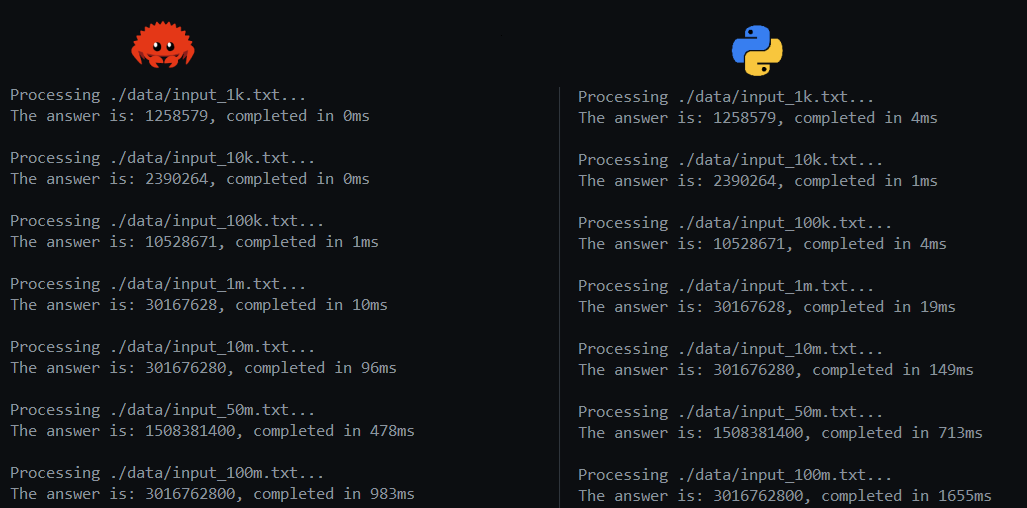 Processing ./data/input_1k.txt...
The answer is: 1258579, completed in 0ms
Processing ./data/input_10k.txt...
The answer is: 2390264, completed in 0ms
Processing ./data/input_100k.txt...
The answer is: 10528671, completed in 1ms
Processing ./data/input_1m.txt...
The answer is: 30167628, completed in 10ms
Processing ./data/input_10m.txt...
The answer is: 301676280, completed in 96ms
Processing ./data/input_50m.txt...
The answer is: 1508381400, completed in 478ms
Processing ./data/input_100m.txt...
The answer is: 3016762800, completed in 983ms
Processing ./data/input_1k.txt...
The answer is: 1258579, completed in 4ms
Processing ./data/input_10k.txt...
The answer is: 2390264, completed in 1ms
Processing ./data/input_100k.txt...
The answer is: 10528671, completed in 4ms
Processing ./data/input_1m.txt...
The answer is: 30167628, completed in 19ms
Processing ./data/input_10m.txt...
The answer is: 301676280, completed in 149ms
Processing ./data/input_50m.txt...
The answer is: 1508381400, completed in 713ms
Processing ./data/input_100m.txt...
The answer is: 3016762800, completed in 1655ms